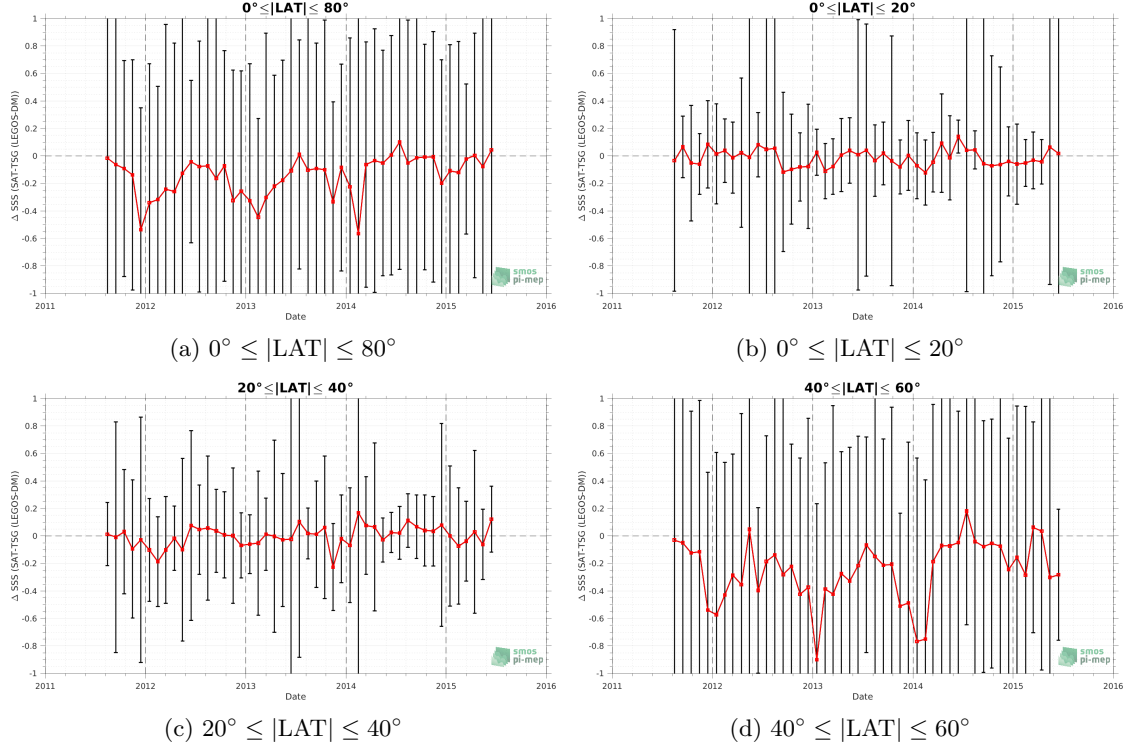 0°≤|LAT|≤ 80°
Δ SSS (SAT-TSG (LEGOS-DM))
1
0.8
0.6
0.4
0.2
0
-0.2
-0.4
-0.6
-0.8
-1
2011 2012 2013 2014 2015 2016
Date
smos
pi-mep
(a) 0° ≤ |LAT| ≤ 80°
0°≤|LAT|≤ 20°
Δ SSS (SAT-TSG (LEGOS-DM))
1
0.8
0.6
0.4
0.2
0
-0.2
-0.4
-0.6
-0.8
-1
2011 2012 2013 2014 2015 2016
Date
smos
pi-mep
(b) 0° ≤ |LAT| ≤ 20°
20°≤|LAT|≤ 40°
Δ SSS (SAT-TSG (LEGOS-DM))
1
0.8
0.6
0.4
0.2
0
-0.2
-0.4
-0.6
-0.8
-1
2011 2012 2013 2014 2015 2016
Date
smos
pi-mep
(c) 20° ≤ |LAT| ≤ 40°
40°≤|LAT|≤ 60°
Δ SSS (SAT-TSG (LEGOS-DM))
1
0.8
0.6
0.4
0.2
0
-0.2
-0.4
-0.6
-0.8
-1
2011 2012 2013 2014 2015 2016
Date
smos
pi-mep
(d) 40° ≤ |LAT| ≤ 60°